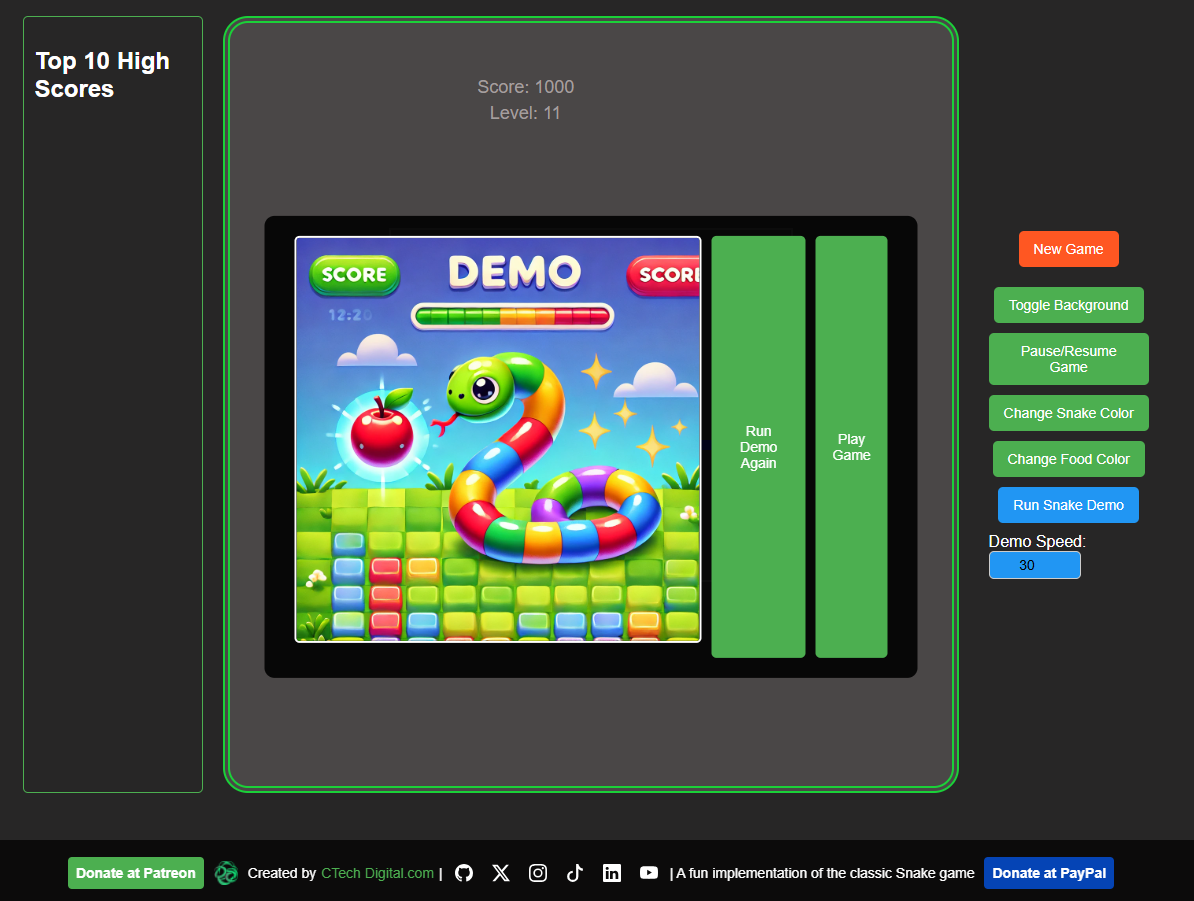 Top 10 High
Scores
Score: 1000
Level: 11
SCORE
DEMO
SCOR
12:20
Run
Demo
Again
Play
Game
New Game
Toggle Background
Pause/Resume
Game
Change Snake Color
Change Food Color
Run Snake Demo
Demo Speed:
30
Donate at Patreon
Created by CTech Digital.com |
| A fun implementation of the classic Snake game
Donate at PayPal